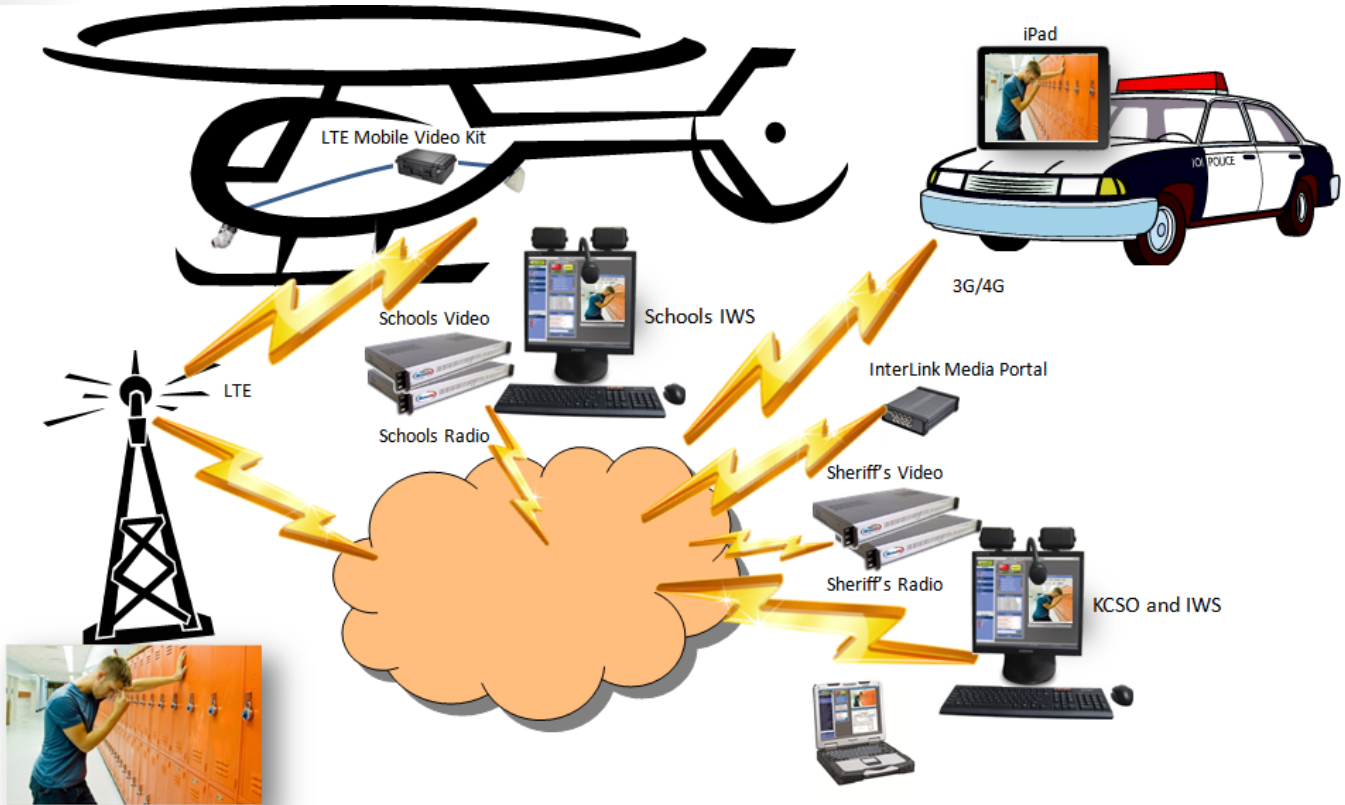 iPad
LTE Mobile Video Kit
POLICE
3G/4G
Schools Video
Schools IWS
InterLink Media Portal
LTE
Schools Radio
Sheriff's Video
Sheriff's Radio
KCSO and IWS